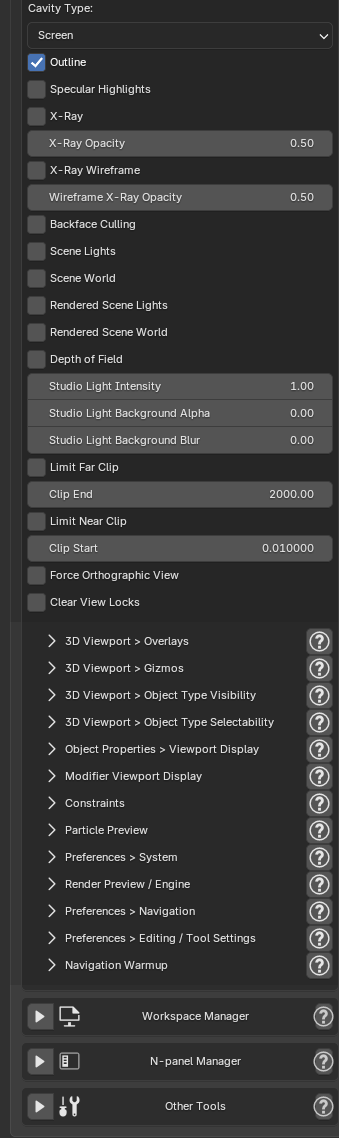 Cavity Type:
Screen
Outline
Specular Highlights
X-Ray
X-Ray Opacity 0.50
X-Ray Wireframe
Wireframe X-Ray Opacity 0.50
Backface Culling
Scene Lights
Scene World
Rendered Scene Lights
Rendered Scene World
Depth of Field
Studio Light Intensity 1.00
Studio Light Background Alpha 0.00
Studio Light Background Blur 0.00
Limit Far Clip
Clip End 2000.00
Limit Near Clip
Clip Start 0.010000
Force Orthographic View
Clear View Locks
3D Viewport > Overlays
3D Viewport > Gizmos
3D Viewport > Object Type Visibility
3D Viewport > Object Type Selectability
Object Properties > Viewport Display
Modifier Viewport Display
Constraints
Particle Preview
Preferences > System
Render Preview / Engine
Preferences > Navigation
Preferences > Editing / Tool Settings
Navigation Warmup
Workspace Manager
N-panel Manager
Other Tools